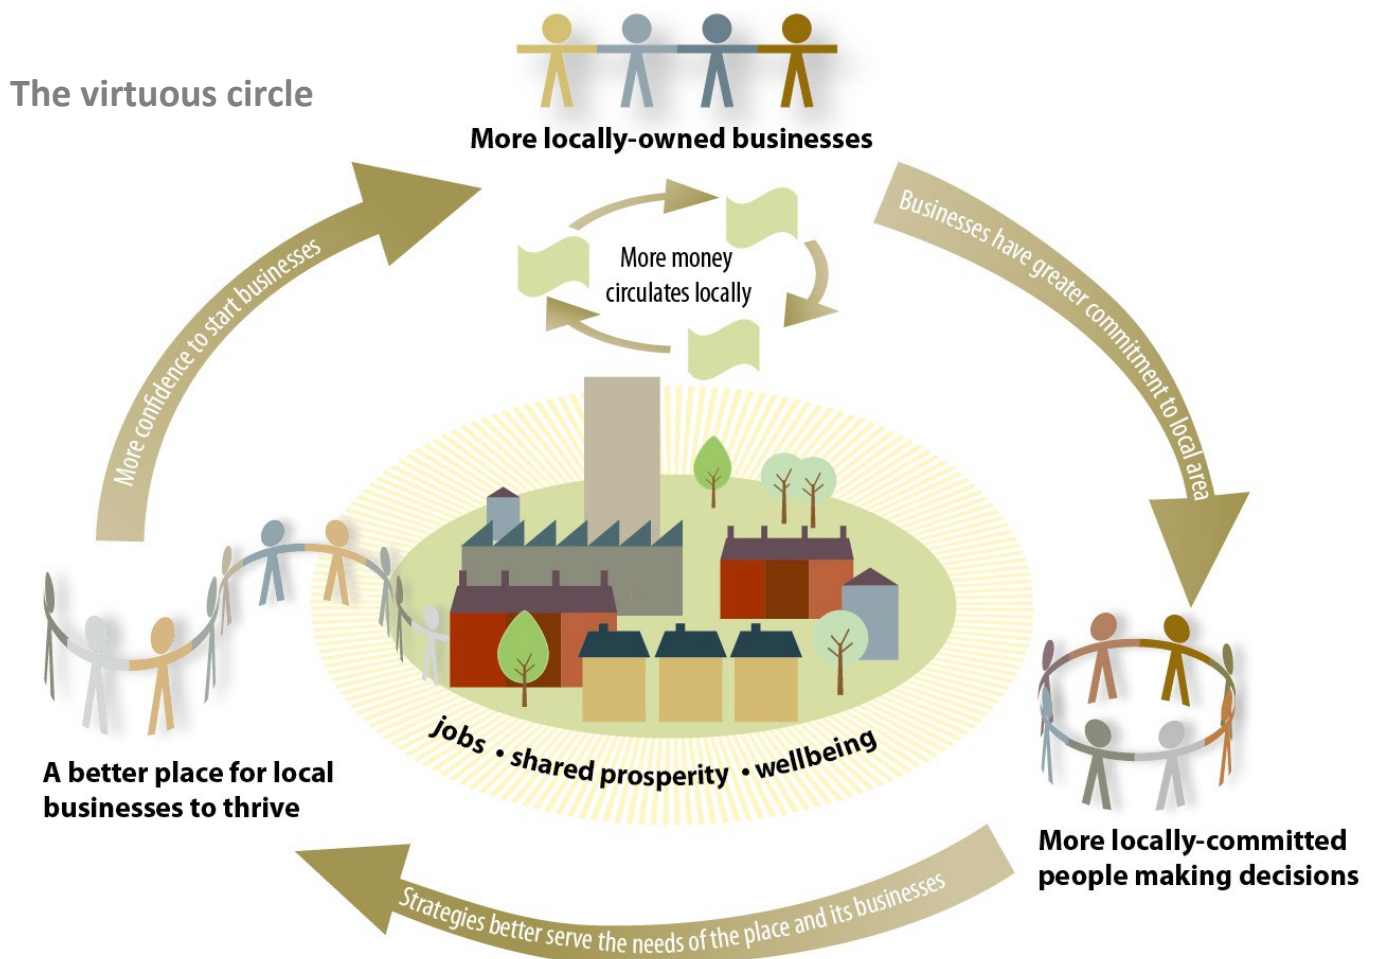 The virtuous circle
More locally-owned businesses
Businesses have greater commitment to local area
More money
circulates locally
More confidence to start businesses
jobs • shared prosperity • wellbeing
A better place for local
businesses to thrive
More locally-committed
people making decisions
Strategies better serve the needs of the place and its businesses